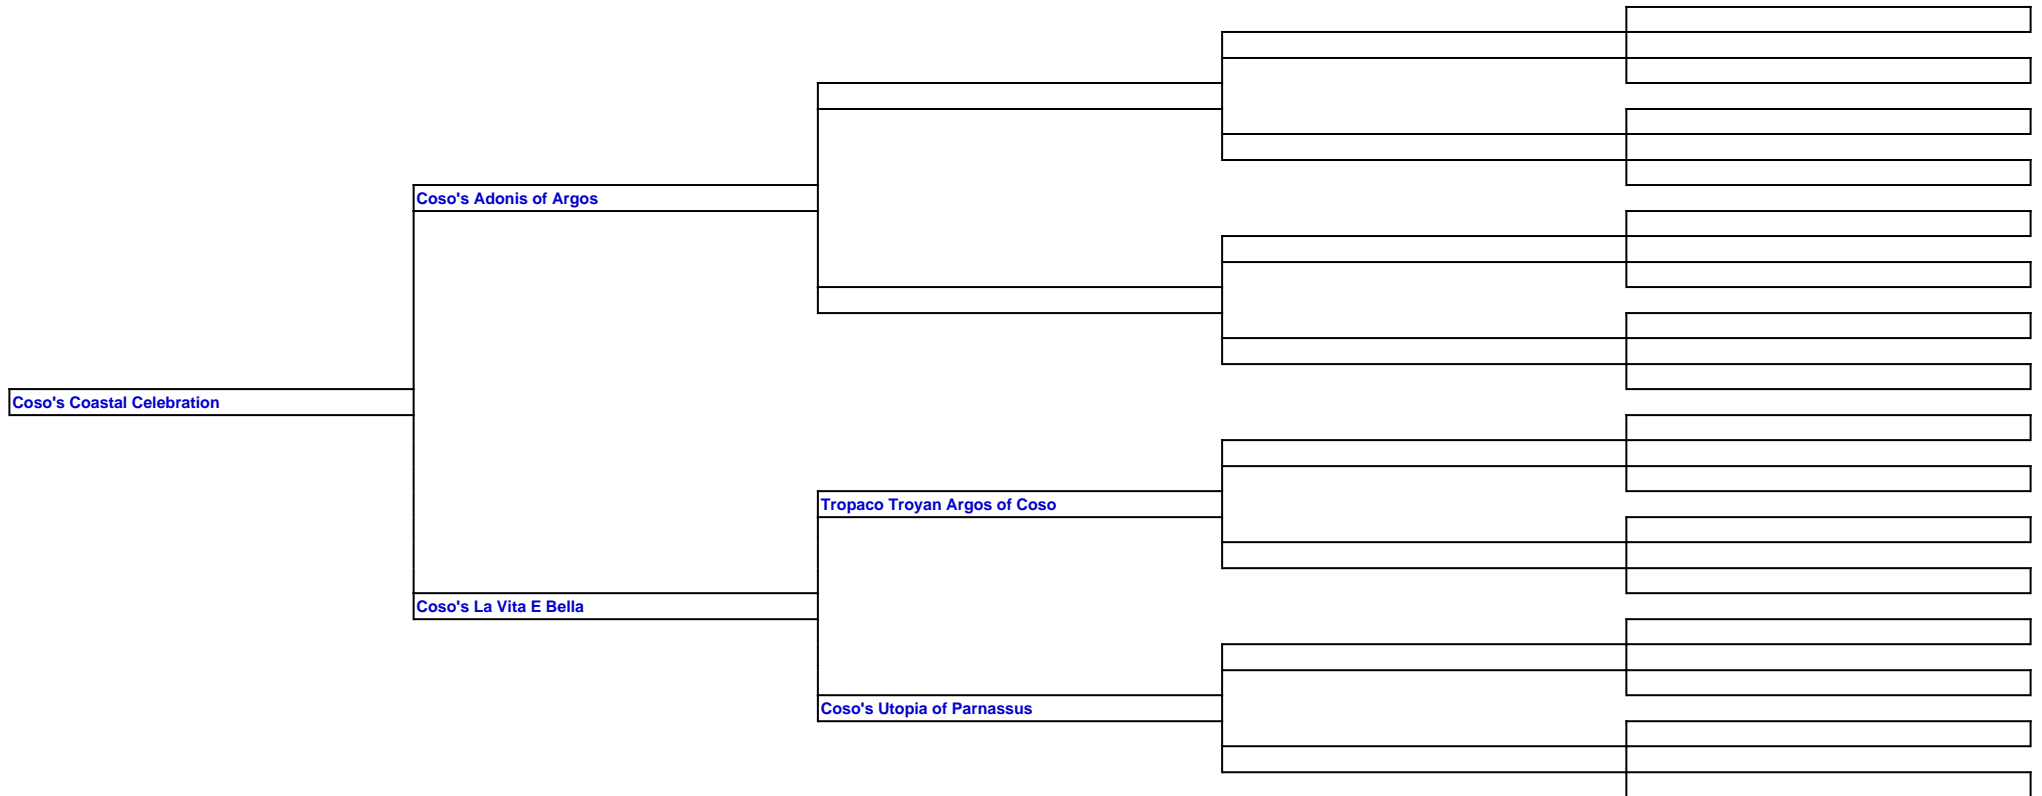 Coso's Adonis of Argos
Coso's Coastal Celebration
Tropaco Troyan Argos of Coso
Coso's La Vita E Bella
Coso's Utopia of Parnassus